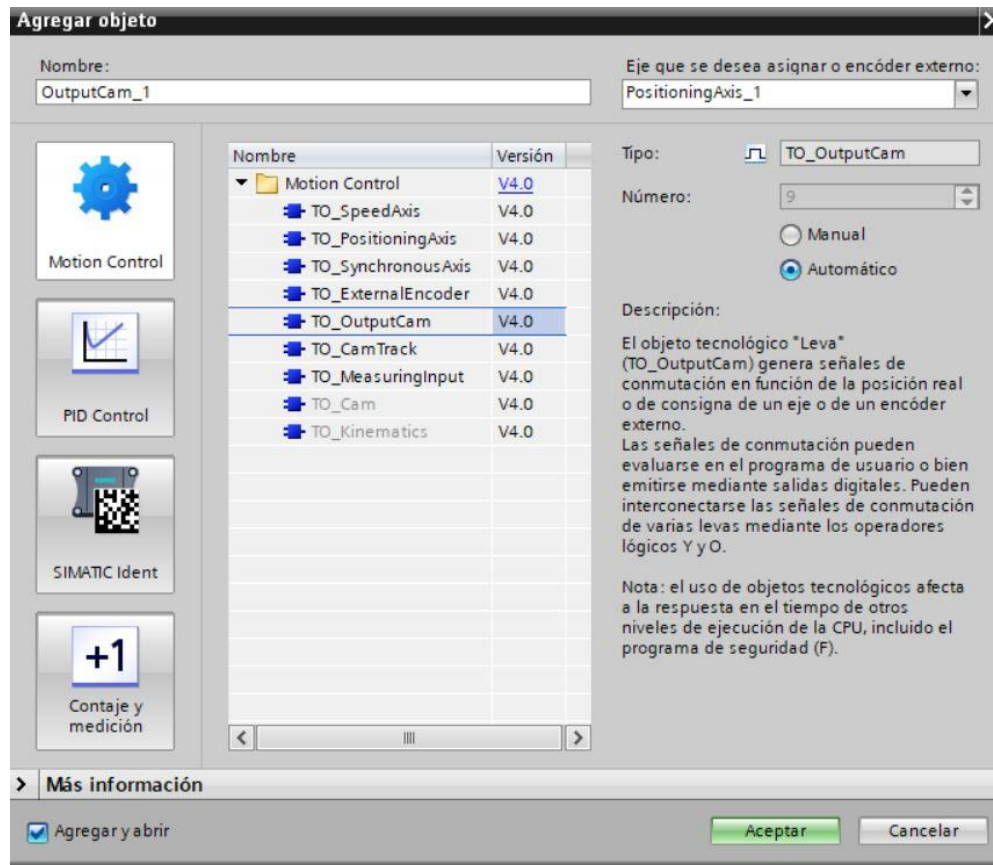 Agregar objeto
Nombre:
OutputCam_1
Eje que se desea asignar o encóder externo:
PositioningAxis_1
Motion Control
PID Control
SIMATIC Ident
+1
Contaje y
medición
Nombre Versión
Motion Control V4.0
TO_SpeedAxis V4.0
TO_PositioningAxis V4.0
TO_SynchronousAxis V4.0
TO_ExternalEncoder V4.0
TO_OutputCam V4.0
TO_CamTrack V4.0
TO_MeasuringInput V4.0
TO_Cam V4.0
TO_Kinematics V4.0
Tipo: TO_OutputCam
Número: 9
Manual
Automático
Descripción:
El objeto tecnológico "Leva"
(TO_OutputCam) genera señales de
conmutación en función de la posición real
o de consigna de un eje o de un encóder
externo.
Las señales de conmutación pueden
evaluarse en el programa de usuario o bien
emitirse mediante salidas digitales. Pueden
interconectarse las señales de conmutación
de varias levas mediante los operadores
lógicos Y y O.
Nota: el uso de objetos tecnológicos afecta
a la respuesta en el tiempo de otros
niveles de ejecución de la CPU, incluido el
programa de seguridad (F).
Más información
Agregar y abrir
Aceptar
Cancelar